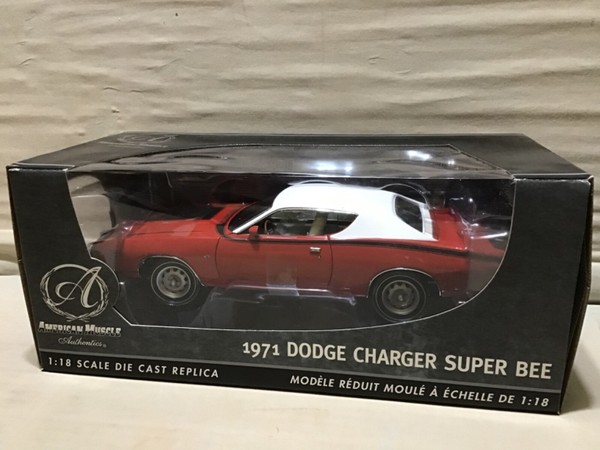 A
AMERICAN MUSCLE
Authentics
1971 DODGE CHARGER SUPER BEE
1:18 SCALE DIE CAST REPLICA
MODÈLE RÉDUIT MOULÉ À ÉCHELLE DE 1:18